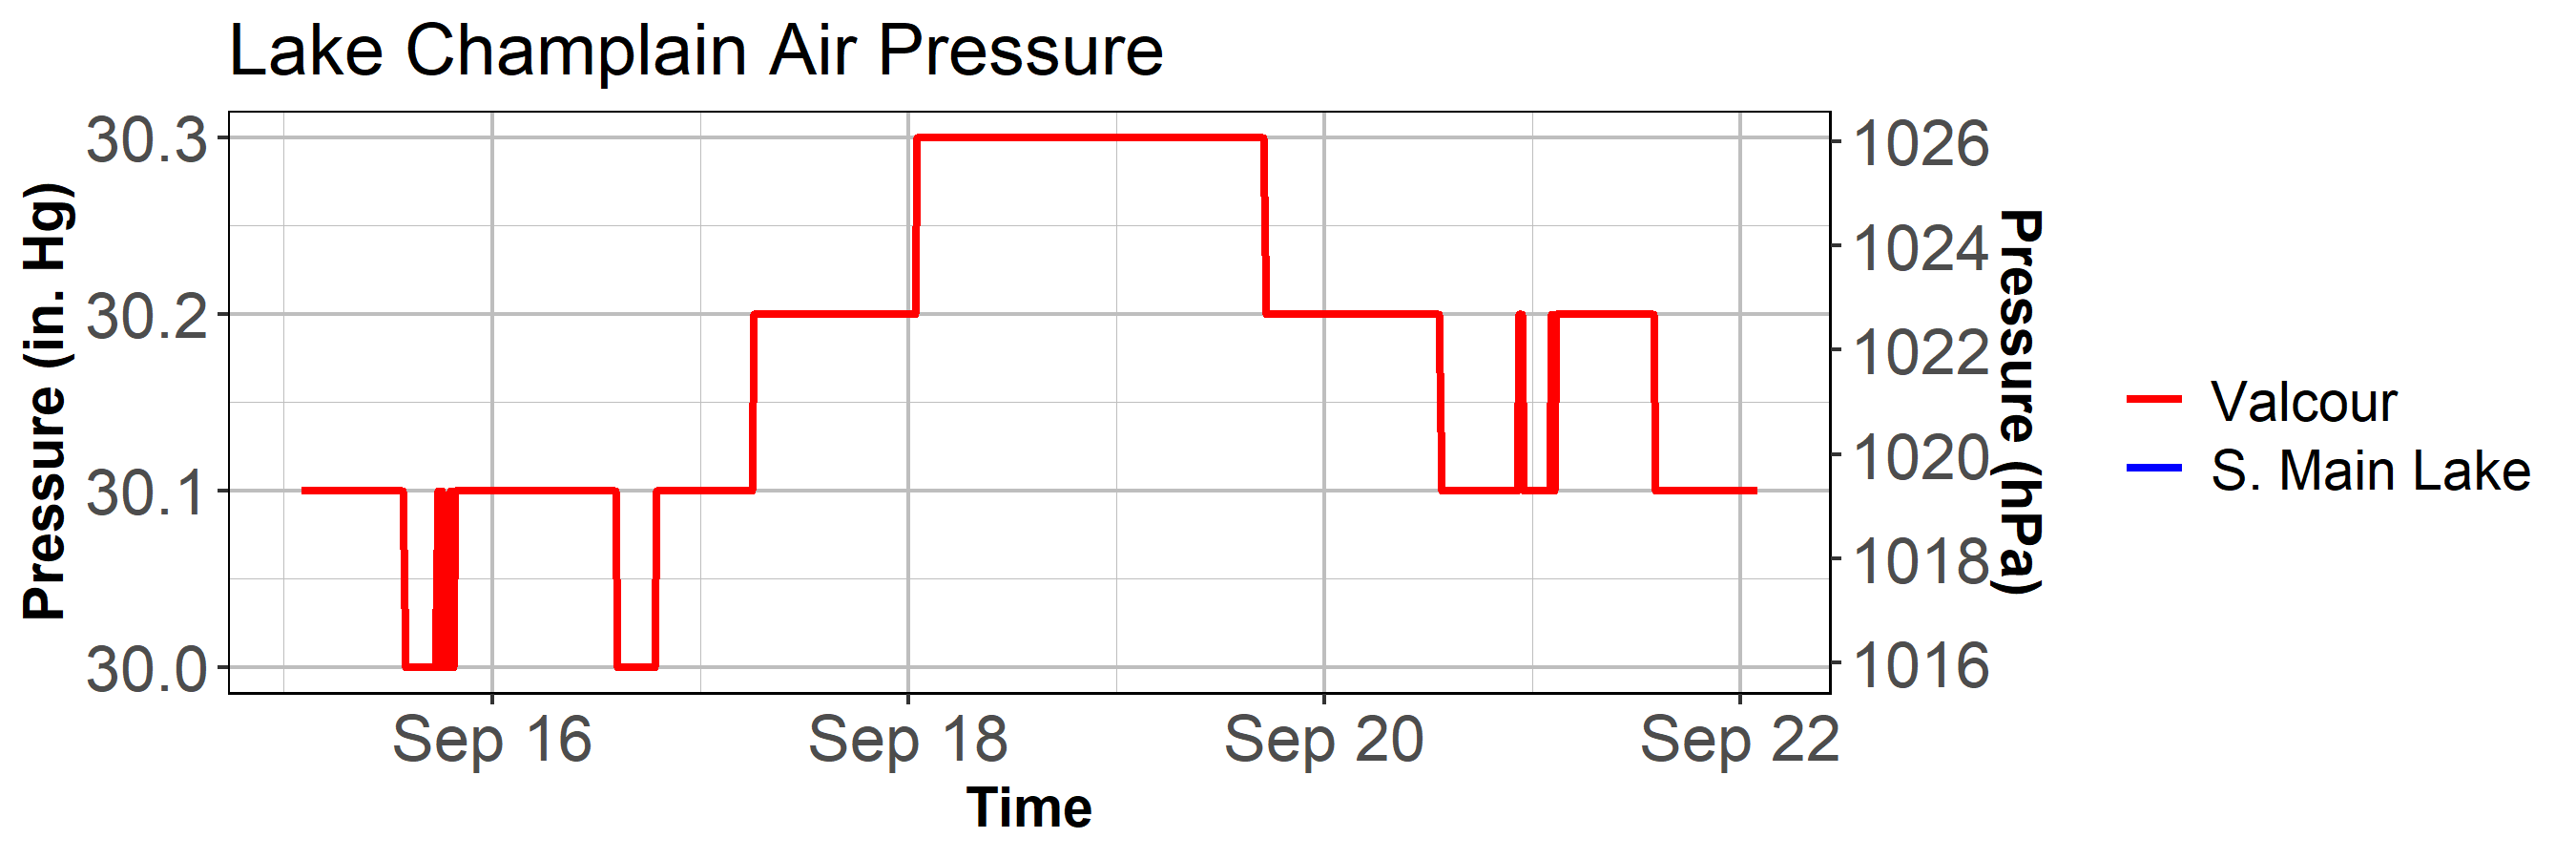 Lake Champlain Air Pressure
Pressure (in. Hg)
30.3
30.2
30.1
30.0
1026
1024
1022
1020
1018
1016
Pressure (hPa)
Sep 16
Sep 18
Sep 20
Sep 22
Time
Valcour
S. Main Lake